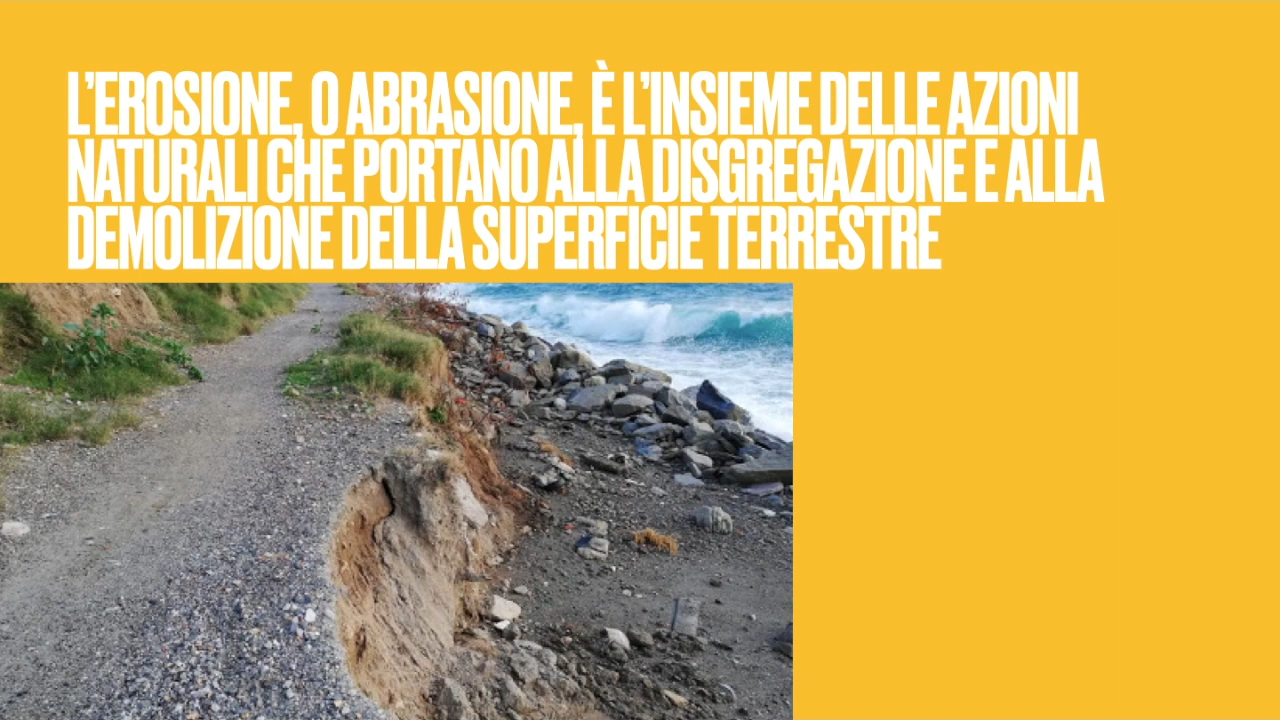 L’EROSIONE, O ABRASIONE, È L’INSIEME DELLE AZIONI
NATURALI CHE PORTANO ALLA DISGREGAZIONE E ALLA
DEMOLIZIONE DELLA SUPERFICIE TERRESTRE